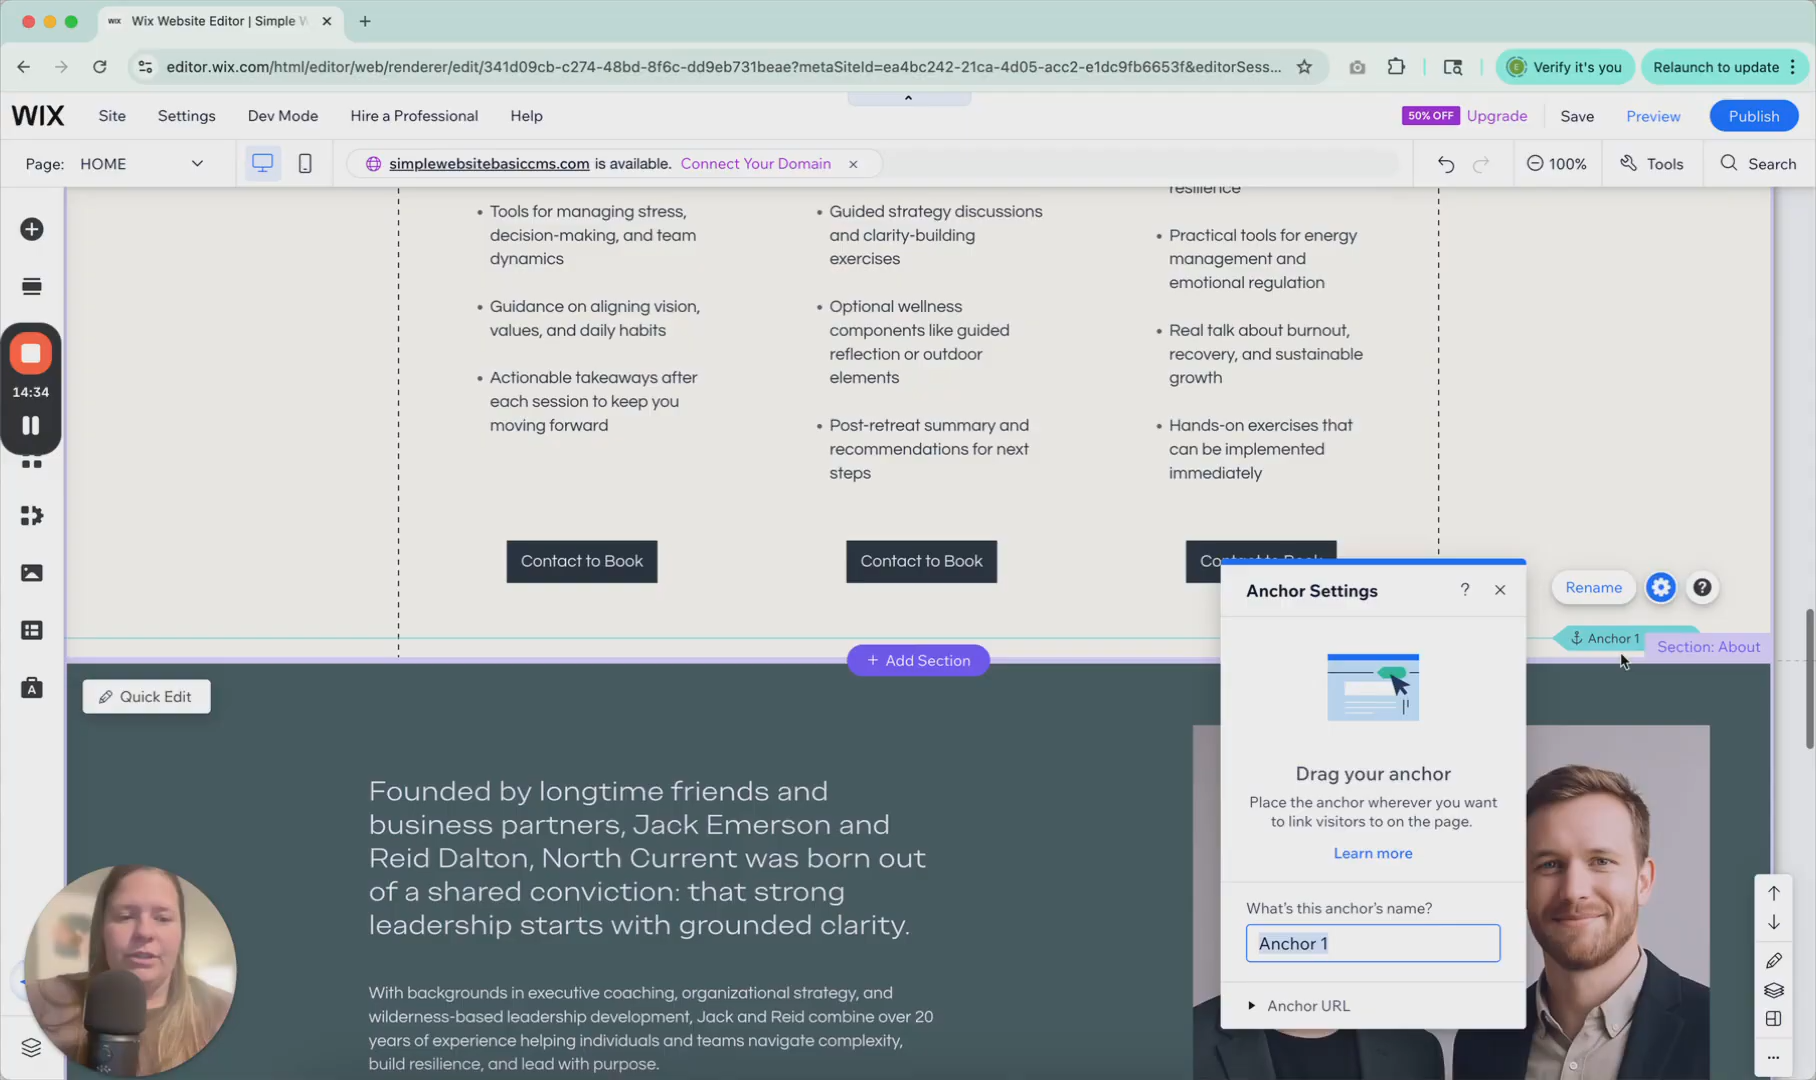 WIX Wix Website Editor | Simple W
editor.wix.com/html/editor/web/renderer/edit/341d09cb-c274-48bd-8f6c-dd9eb731beae?metaSiteId=ea4bc242-21ca-4d05-acc2-e1dc9fb6653f&editorSess...
E Verify it's you
Relaunch to update
WIX
Site
Settings
Dev Mode
Hire a Professional
Help
50% OFF Upgrade
Save
Preview
Publish
Page: HOME
simplewebsitebasiccms.com is available. Connect Your Domain
100%
Tools
Search
14:34
A
• Tools for managing stress,
decision-making, and team
dynamics
• Guidance on aligning vision,
values, and daily habits
• Actionable takeaways after
each session to keep you
moving forward
Contact to Book
• Guided strategy discussions
and clarity-building
exercises
• Optional wellness
components like guided
reflection or outdoor
elements
• Post-retreat summary and
recommendations for next
steps
Contact to Book
resilience
• Practical tools for energy
management and
emotional regulation
• Real talk about burnout,
recovery, and sustainable
growth
• Hands-on exercises that
can be implemented
immediately
Contact to Book
Rename
?
Anchor 1
Section: About
+ Add Section
Quick Edit
Founded by longtime friends and
business partners, Jack Emerson and
Reid Dalton, North Current was born out
of a shared conviction: that strong
leadership starts with grounded clarity.
With backgrounds in executive coaching, organizational strategy, and
wilderness-based leadership development, Jack and Reid combine over 20
years of experience helping individuals and teams navigate complexity,
build resilience, and lead with purpose.
Anchor Settings
?
Drag your anchor
Place the anchor wherever you want
to link visitors to on the page.
Learn more
What's this anchor's name?
Anchor 1
Anchor URL